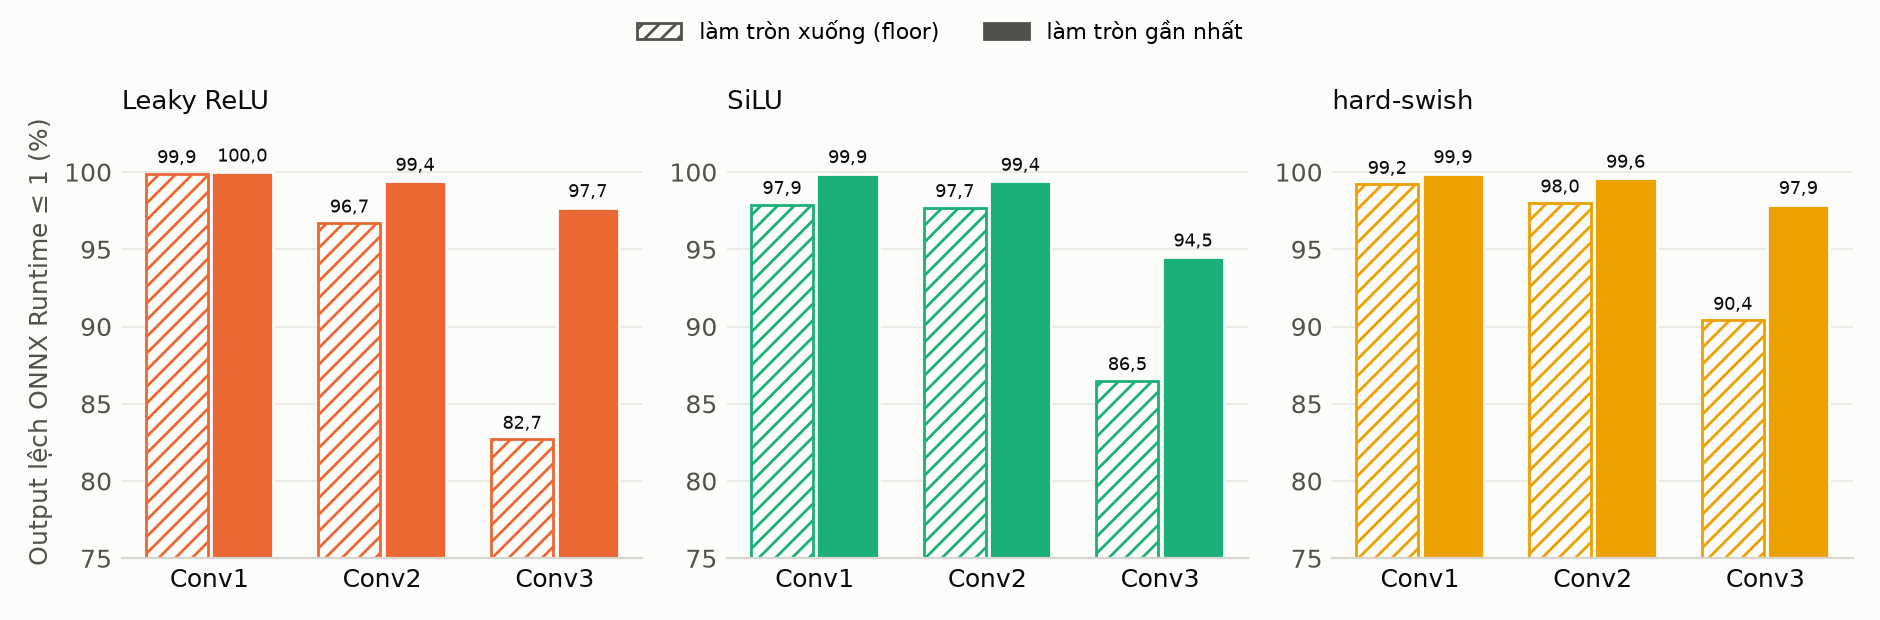 làm tròn xuống (floor)
làm tròn gần nhất
Output lệch ONNX Runtime ≤ 1 (%)
Leaky ReLU
100
95
90
85
80
75
99,9
100,0
96,7
99,4
82,7
97,7
Conv1
Conv2
Conv3
SiLU
100
95
90
85
80
75
97,9
99,9
97,7
99,4
86,5
94,5
Conv1
Conv2
Conv3
hard-swish
100
95
90
85
80
75
99,2
99,9
98,0
99,6
90,4
97,9
Conv1
Conv2
Conv3